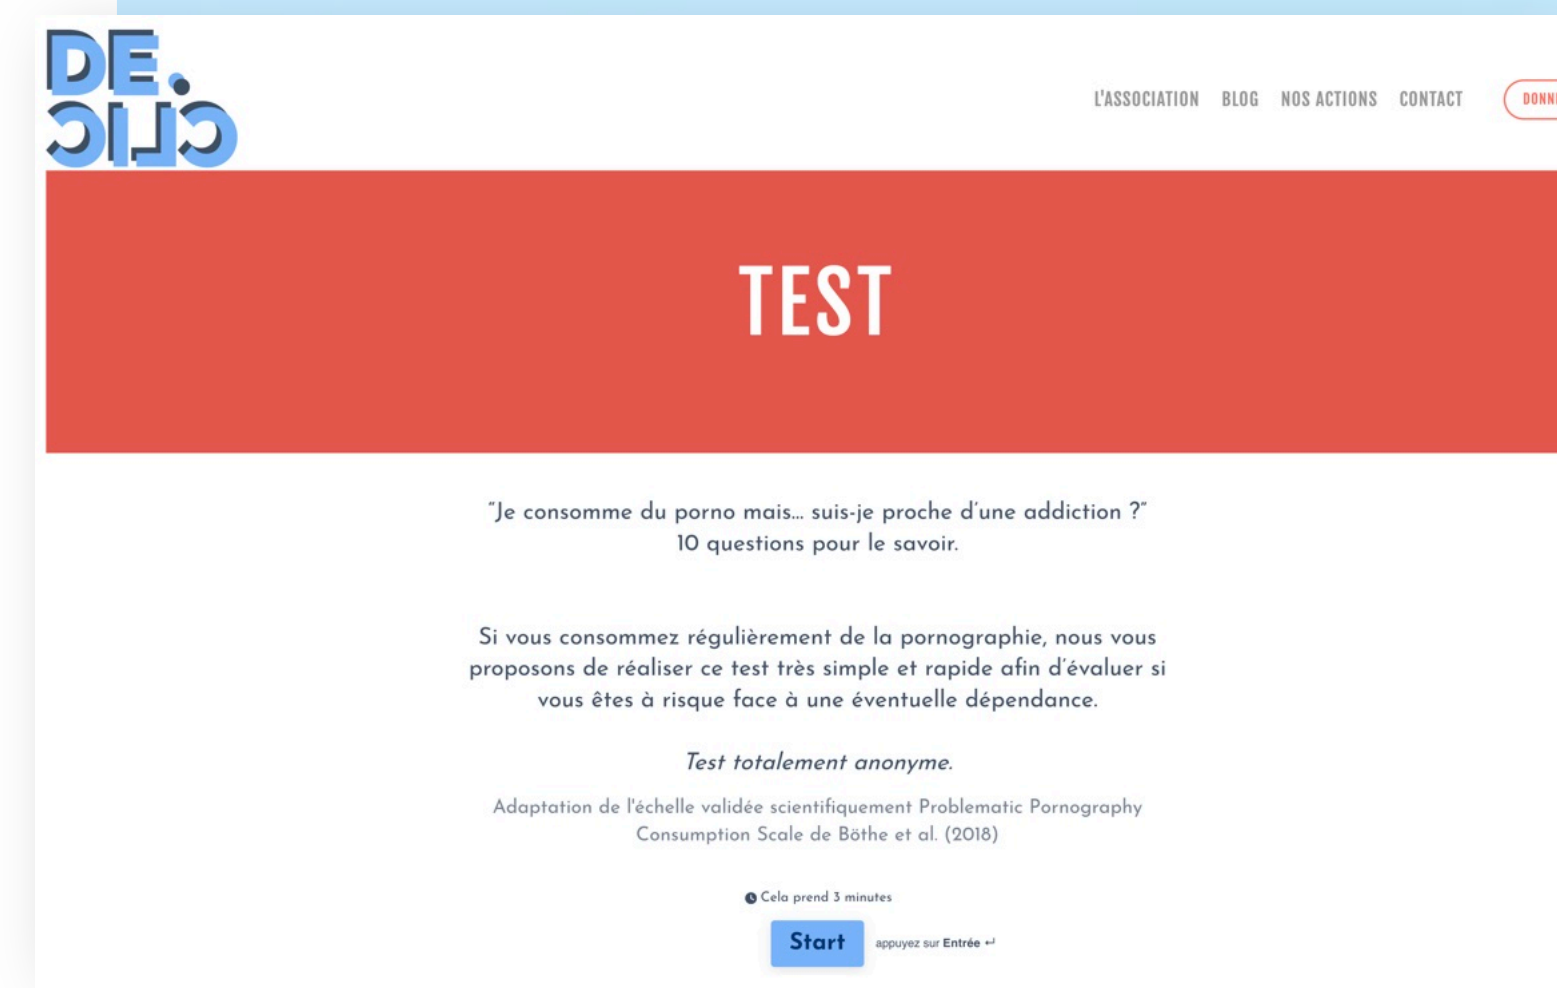 DE.
CLIC
L'ASSOCIATION BLOG NOS ACTIONS CONTACT
TEST
"Je consomme du porno mais... suis-je proche d'une addiction ?"
10 questions pour le savoir.
Si vous consommez régulièrement de la pornographie, nous vous
proposons de réaliser ce test très simple et rapide afin d'évaluer si
vous êtes à risque face à une éventuelle dépendance.
Test totalement anonyme.
Adaptation de l'échelle validée scientifiquement Problematic Pornography
Consumption Scale de Böthe et al. (2018)
Cela prend 3 minutes
Start appuyez sur Entrée ↵